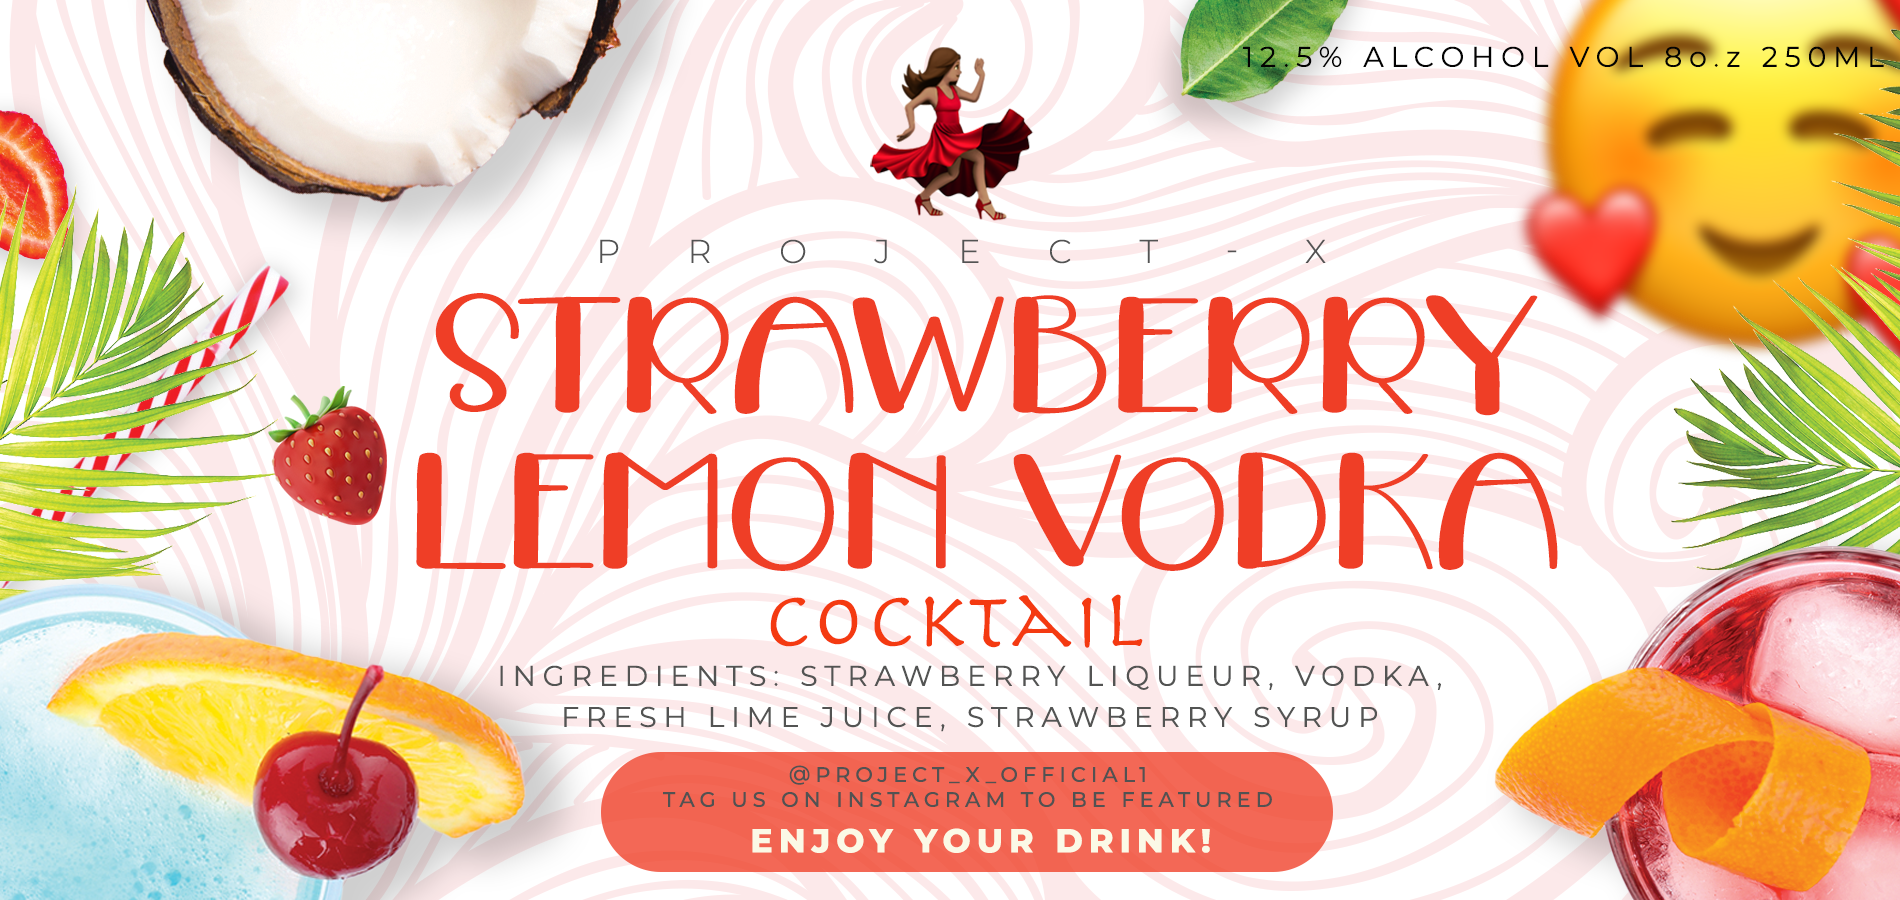 12.5% ALCOHOL VOL 8o.z 250ML
PROJECT-X
STRAWBERRY
LEMON VODKA
COCKTAIL
INGREDIENTS: STRAWBERRY LIQUEUR, VODKA,
FRESH LIME JUICE, STRAWBERRY SYRUP
@PROJECT_X_OFFICIAL1
TAG US ON INSTAGRAM TO BE FEATURED
ENJOY YOUR DRINK!